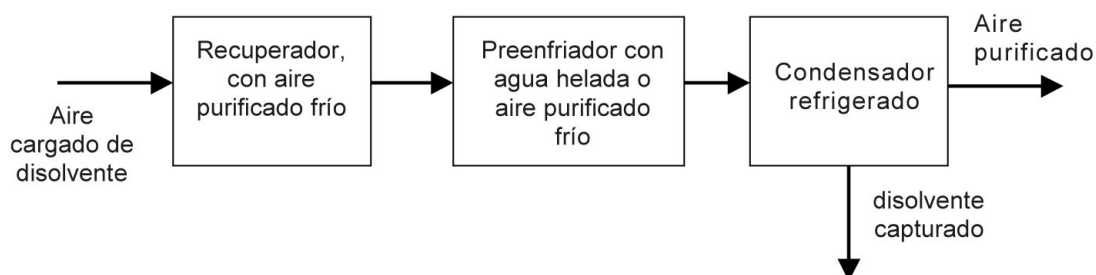 Aire
cargado de
disolvente
Recuperador,
con aire
purificado frío
Preenfriador con
agua helada o
aire purificado
frío
Condensador
refrigerado
Aire
purificado
disolvente
capturado